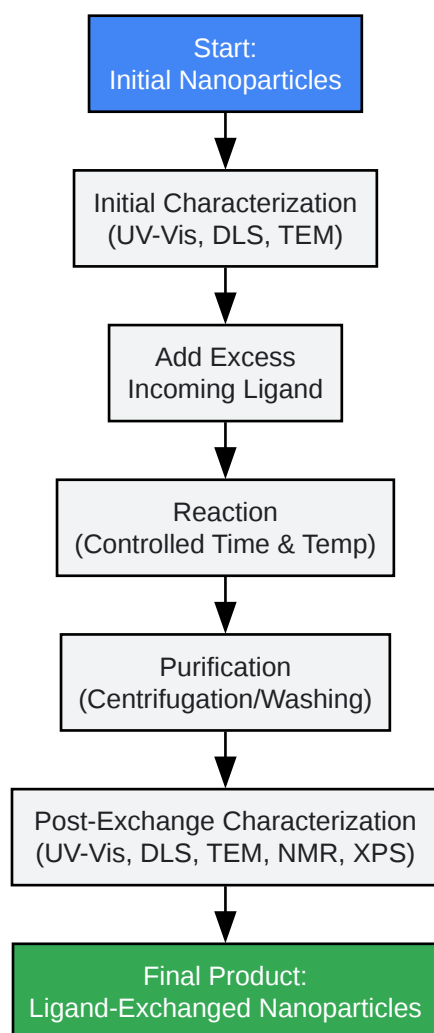 Start:
Initial Nanoparticles
Initial Characterization
(UV-Vis, DLS, TEM)
Add Excess
Incoming Ligand
Reaction
(Controlled Time & Temp)
Purification
(Centrifugation/Washing)
Post-Exchange Characterization
(UV-Vis, DLS, TEM, NMR, XPS)
Final Product:
Ligand-Exchanged Nanoparticles